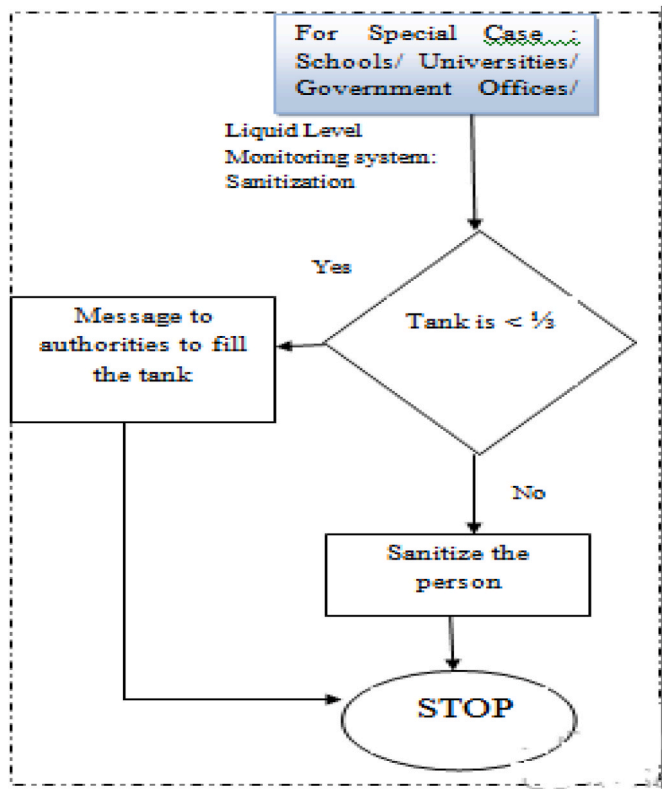 For Special Case :
Schools/ Universities/
Government Offices/
Liquid Level
Monitoring system:
Sanitization
Yes
Tank is < ⅓
Message to
authorities to fill
the tank
No
Sanitize the
person
STOP